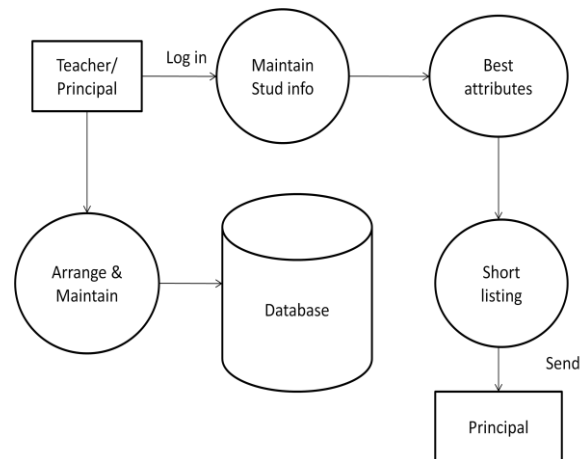 Teacher/
Principal
Log in
Maintain
Stud info
Best
attributes
Arrange &
Maintain
Database
Short
listing
Send
Principal